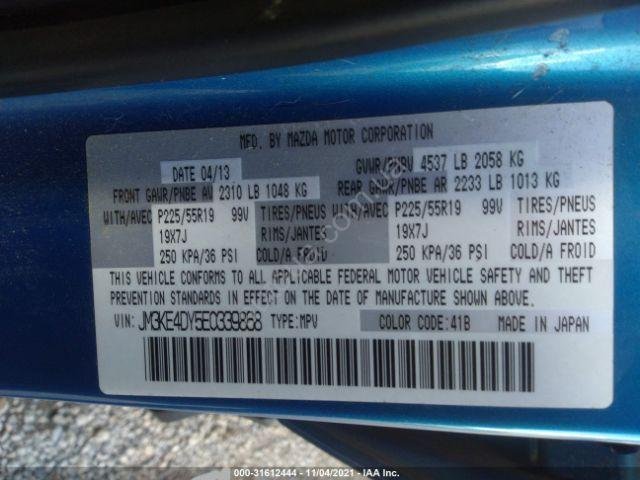 MFD. BY MAZDA MOTOR CORPORATION
DATE 04/13 GVWR/PNBV 4537 LB 2058 KG
FRONT GAWR/PNBE AV 2310 LB 1048 KG REAR GAWR/PNBE AR 2233 LB 1013 KG
WITH/AVEC P225/55R19 99V TIRES/PNEUS WITH/AVEC P225/55R19 99V TIRES/PNEUS
19X7J RIMS/JANTES 19X7J RIMS/JANTES
250 KPA/36 PSI COLD/A FROID 250 KPA/36 PSI COLD/A FROID
THIS VEHICLE CONFORMS TO ALL APPLICABLE FEDERAL MOTOR VEHICLE SAFETY AND THEFT
PREVENTION STANDARDS IN EFFECT ON THE DATE OF MANUFACTURE SHOWN ABOVE.
VIN: JM3KE4DY5E0339868 TYPE:MPV COLOR CODE:41B MADE IN JAPAN
000-31612444 - 11/04/2021 - IAA Inc.